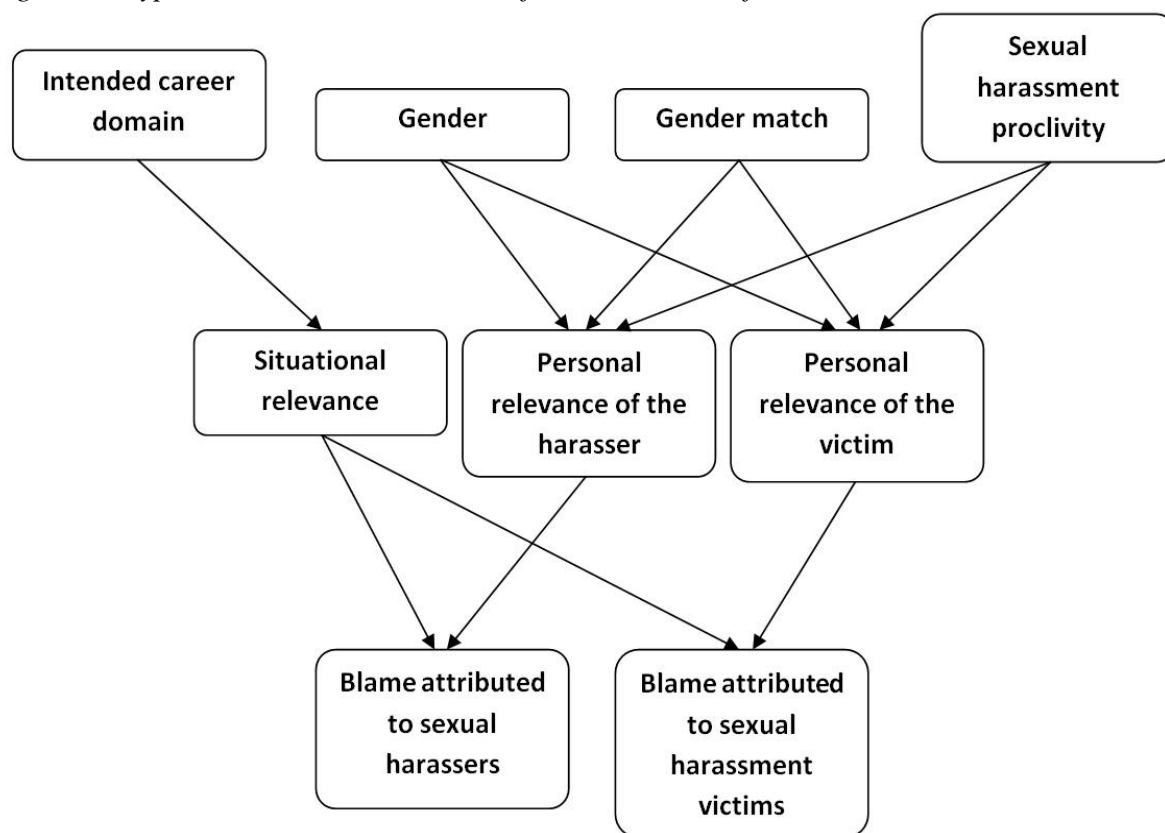 Intended career
domain
Gender
Gender match
Sexual
harassment
proclivity
Situational
relevance
Personal
relevance of the
harasser
Personal
relevance of the
victim
Blame attributed
to sexual
harassers
Blame attributed
to sexual
harassment
victims